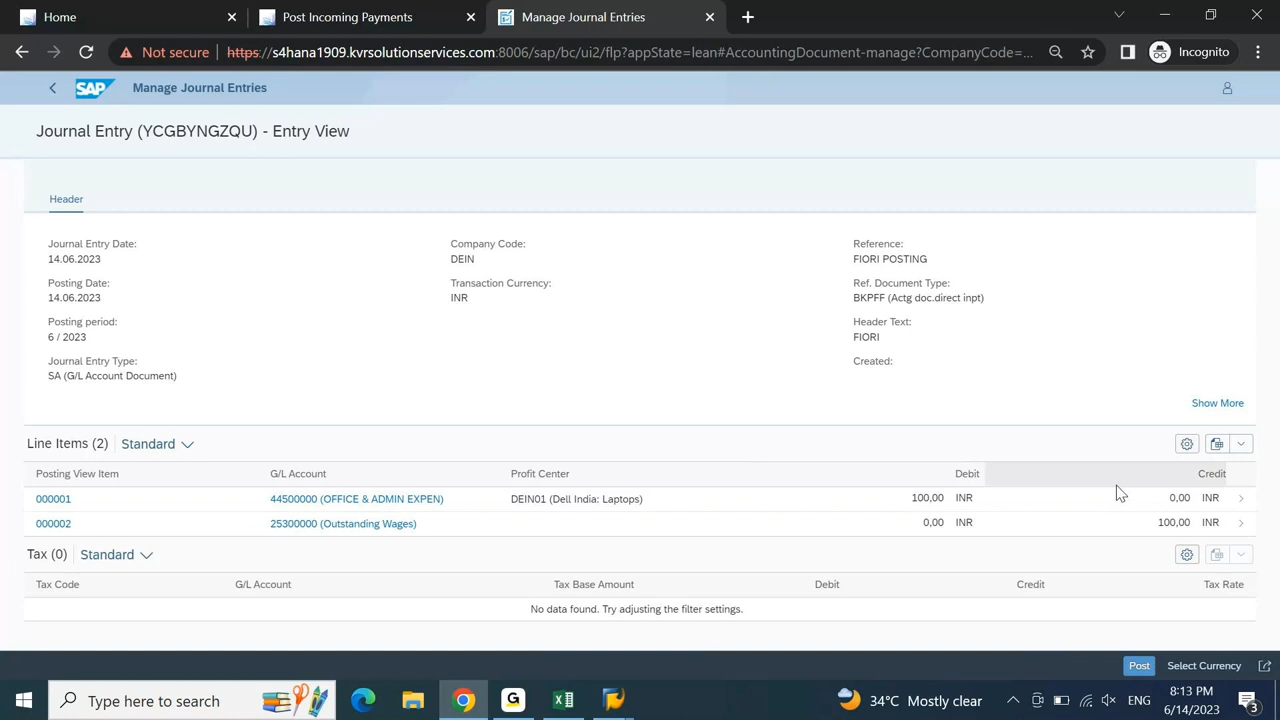 Home
Post Incoming Payments
Manage Journal Entries
Not secure
https://s4hana1909.kvrsolutionservices.com:8006/sap/bc/ui2/flp?appState=lean#AccountingDocument-manage?CompanyCode=...
Incognito
SAP
Manage Journal Entries
Journal Entry (YCGBYNGZQU) - Entry View
Header
Journal Entry Date:
14.06.2023
Company Code:
DEIN
Reference:
FIORI POSTING
Posting Date:
14.06.2023
Transaction Currency:
INR
Ref. Document Type:
BKPFF (Actg doc.direct inpt)
Posting period:
6 / 2023
Header Text:
FIORI
Journal Entry Type:
SA (G/L Account Document)
Created:
Show More
Line Items (2) Standard
Posting View Item G/L Account Profit Center Debit Credit
000001 44500000 (OFFICE & ADMIN EXPEN) DEIN01 (Dell India: Laptops) 100,00 INR 0,00 INR
000002 25300000 (Outstanding Wages) 0,00 INR 100,00 INR
Tax (0) Standard
Tax Code G/L Account Tax Base Amount Debit Credit Tax Rate
No data found. Try adjusting the filter settings.
Post Select Currency
Type here to search
34°C Mostly clear
ENG
8:13 PM
6/14/2023
3